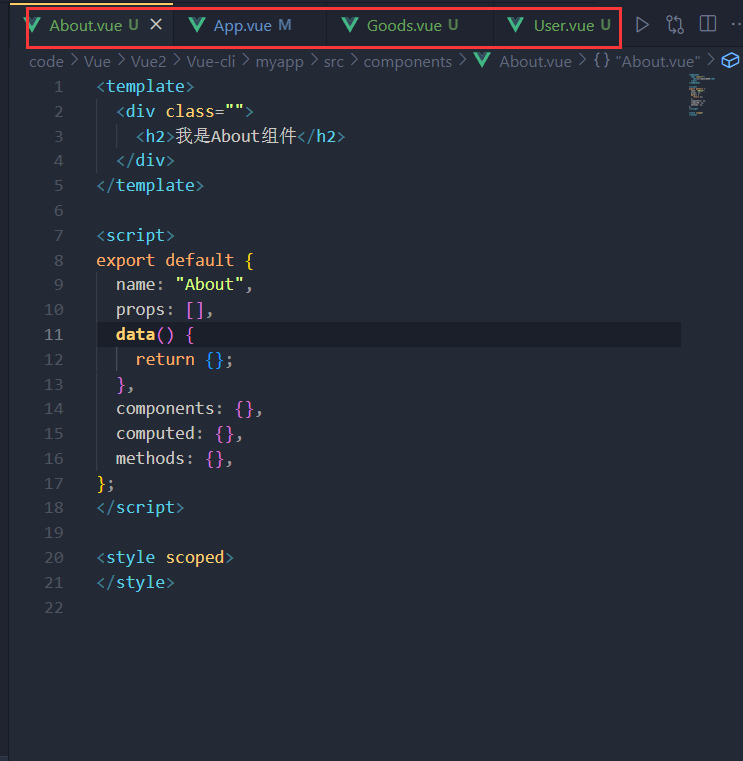 About.vue U App.vue M Goods.vue U User.vue U
code > Vue > Vue2 > Vue-cli > myapp > src > components > About.vue > {} "About.vue" >
1 <template>
2 <div class="">
3 <h2>我是About组件</h2>
4 </div>
5 </template>
6
7 <script>
8 export default {
9 name: "About",
10 props: [],
11 data() {
12 return {};
13 },
14 components: {},
15 computed: {},
16 methods: {},
17 };
18 </script>
19
20 <style scoped>
21 </style>
22